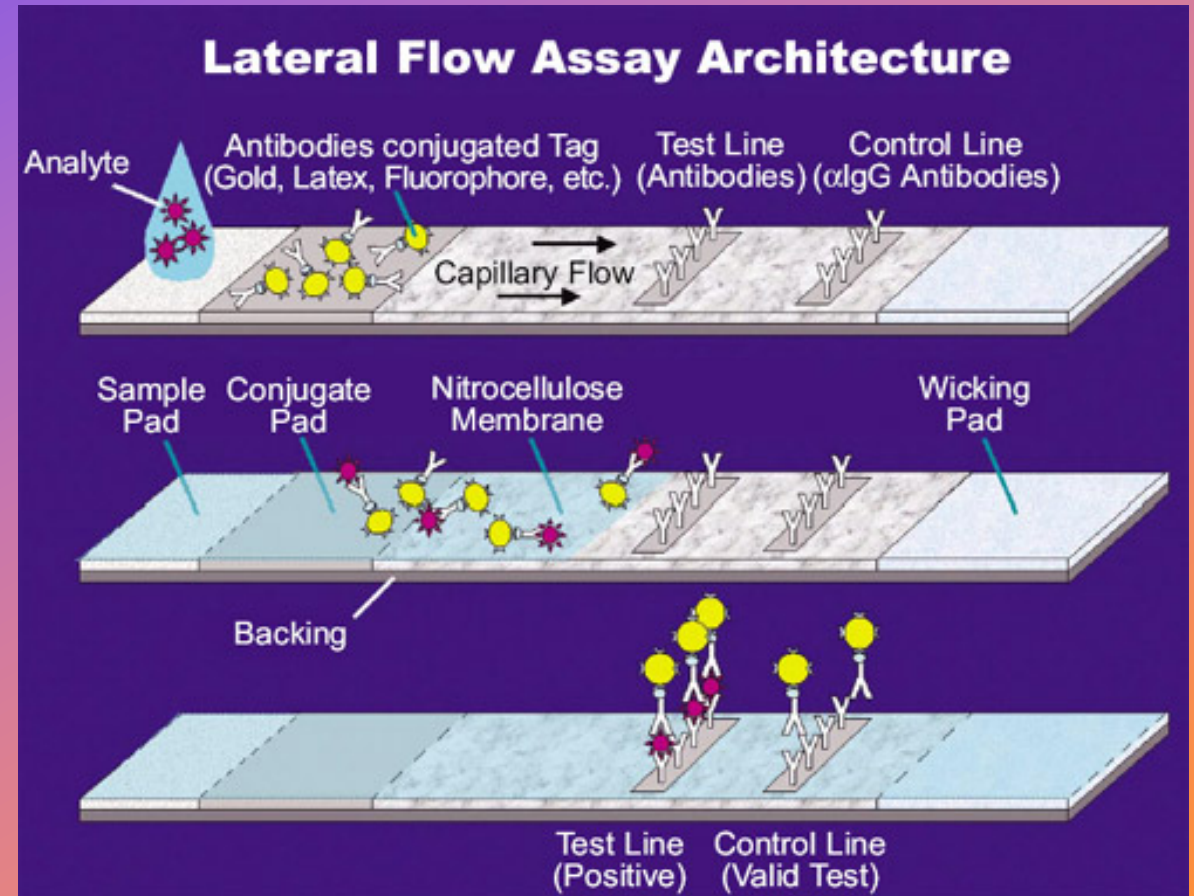 Lateral Flow Assay Architecture
Analyte
Antibodies conjugated Tag
(Gold, Latex, Fluorophore, etc.)
Test Line
(Antibodies)
Control Line
(αIgG Antibodies)
Capillary Flow
Sample
Pad
Conjugate
Pad
Nitrocellulose
Membrane
Wicking
Pad
Backing
Test Line
(Positive)
Control Line
(Valid Test)